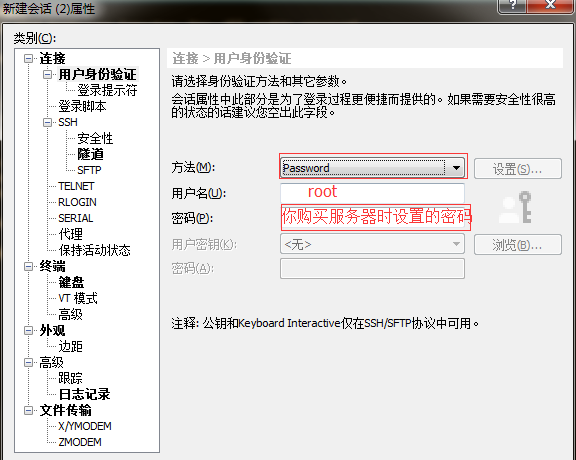 新建会话 (2)属性
类别(C):
连接
用户身份验证
登录提示符
登录脚本
SSH
安全性
隧道
SFTP
TELNET
RLOGIN
SERIAL
代理
保持活动状态
终端
键盘
VT 模式
高级
外观
边距
高级
跟踪
日志记录
文件传输
X/YMODEM
ZMODEM
连接 > 用户身份验证
请选择身份验证方法和其它参数。
会话属性中此部分是为了登录过程更便捷而提供的。如果需要安全性很高
的状态的话建议您空出此字段。
方法(M): Password 设置(S)...
用户名(U): root
密码(P): 你购买服务器时设置的密码
用户密钥(K): <无> 浏览(B)...
密码(A):
注释: 公钥和Keyboard Interactive仅在SSH/SFTP协议中可用。